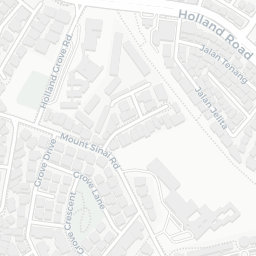 Holland Road
Jalan Tenang
Holland Grove Rd
Jalan Jelita
Mount Sinai Rd
Grove Drive
Grove Lane
Grove Crescent